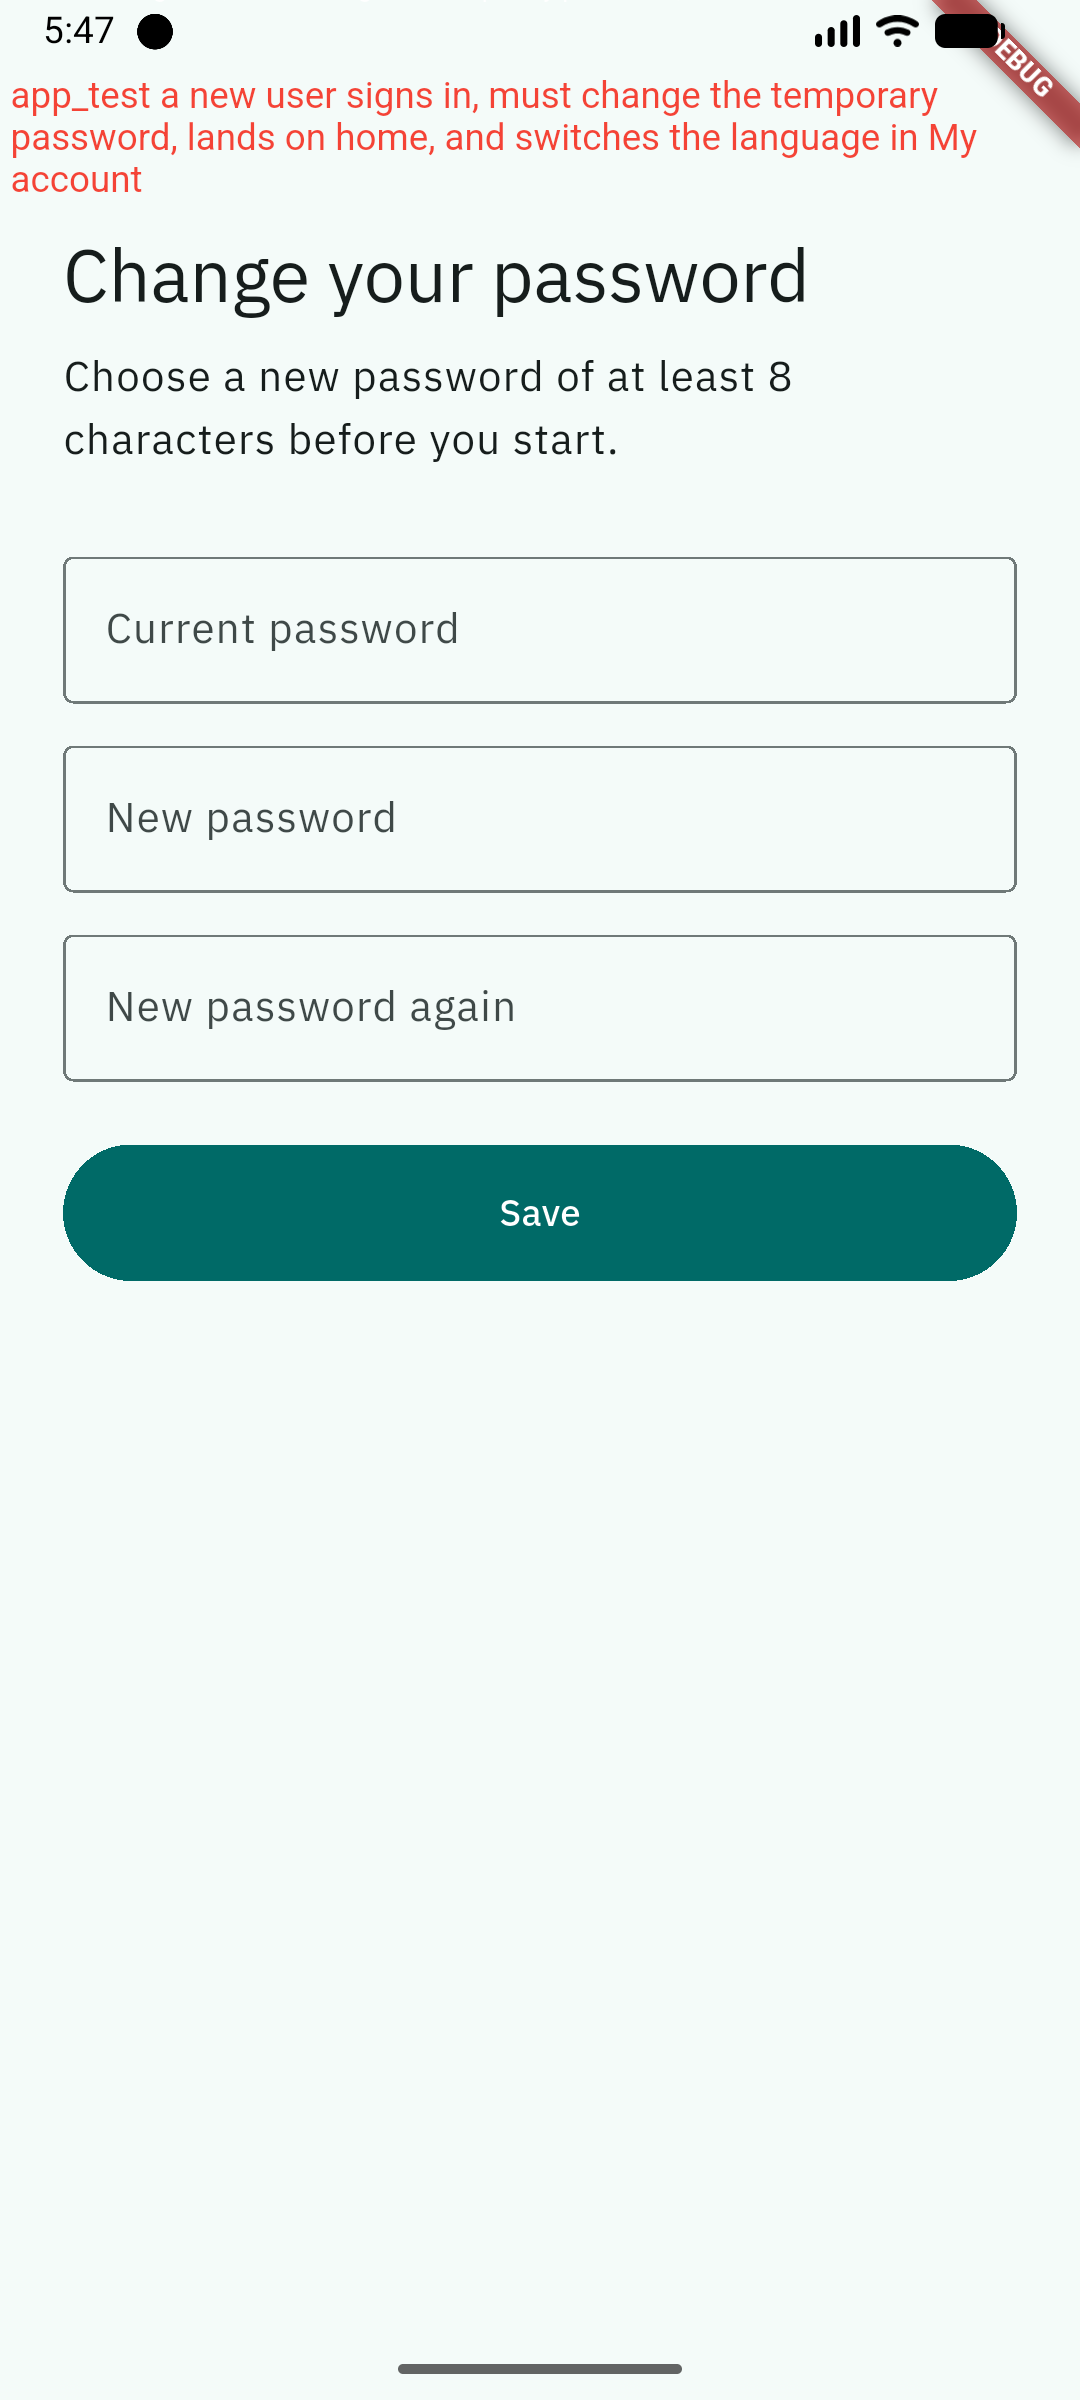 5:47
EBUG
app_test a new user signs in, must change the temporary
password, lands on home, and switches the language in My
account
Change your password
Choose a new password of at least 8
characters before you start.
Current password
New password
New password again
Save